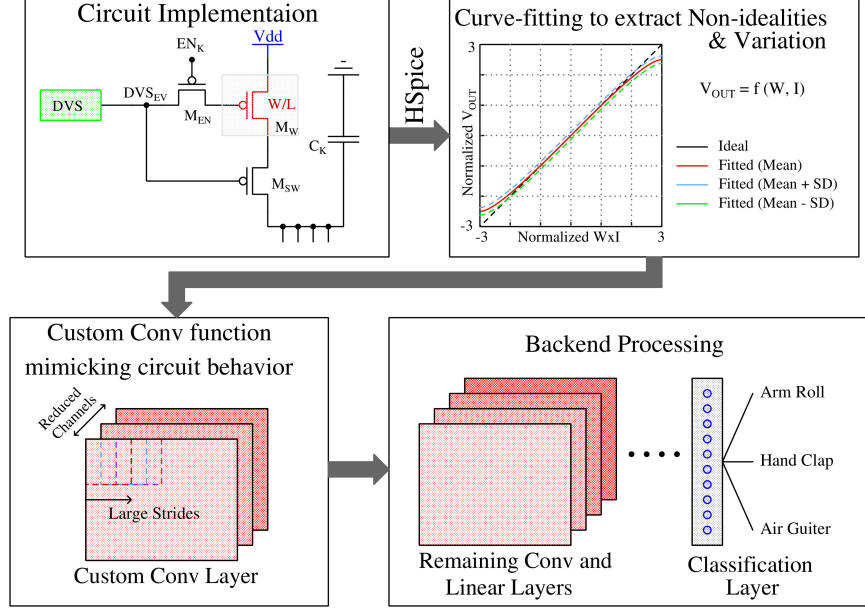 Circuit Implementaion
Vdd
EN_K
DVS
DVS_EV
M_EN
W/L
M_W
C_K
M_SW
HSpice
Curve-fitting to extract Non-idealities
& Variation
3
Normalized V_OUT
-3
-3
Normalized WxI
3
V_OUT = f (W, I)
Ideal
Fitted (Mean)
Fitted (Mean + SD)
Fitted (Mean - SD)
Custom Conv function
mimicking circuit behavior
Reduced
Channels
Large Strides
Custom Conv Layer
Backend Processing
Arm Roll
Hand Clap
Air Guiter
Remaining Conv and
Linear Layers
Classification
Layer